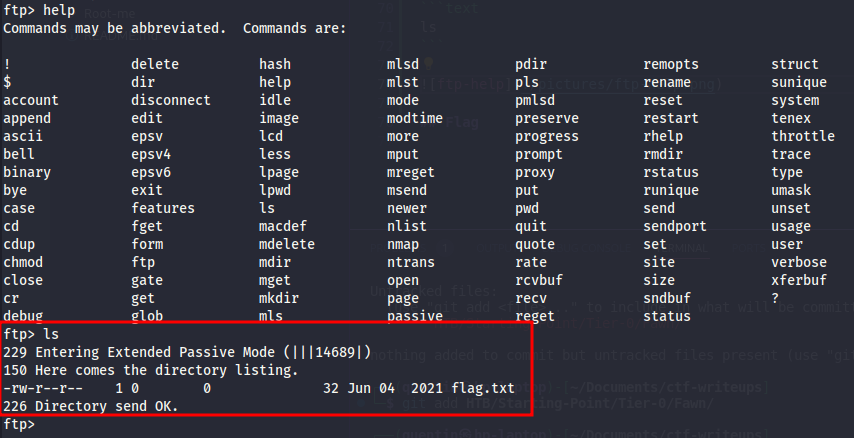 ftp> help
Commands may be abbreviated.  Commands are:
!               delete          hash            mlsd            pdir            remopts         struct
$               dir             help            mlst            pls             rename          sunique
account         disconnect      idle            mode            pmlsd           reset           system
append          edit            image           modtime         preserve        restart         tenex
ascii           epsv            lcd             more            progress        rhelp           throttle
bell            epsv4           less            mput            prompt          rmdir           trace
binary          epsv6           lpage           mreget          proxy           rstatus         type
bye             exit            lpwd            msend           put             runique         umask
case            features        ls              newer           pwd             send            unset
cd              fget            macdef          nlist           quit            sendport        usage
cdup            form            mdelete         nmap            quote           set             user
chmod           ftp             mdir            ntrans          rate            site            verbose
close           gate            mget            open            rcvbuf          size            xferbuf
cr              get             mkdir           page            recv            sndbuf          ?
debug           glob            mls             passive         reget           status
ftp> ls
229 Entering Extended Passive Mode (|||14689|)
150 Here comes the directory listing.
-rw-r--r--    1 0        0              32 Jun 04  2021 flag.txt
226 Directory send OK.
ftp>